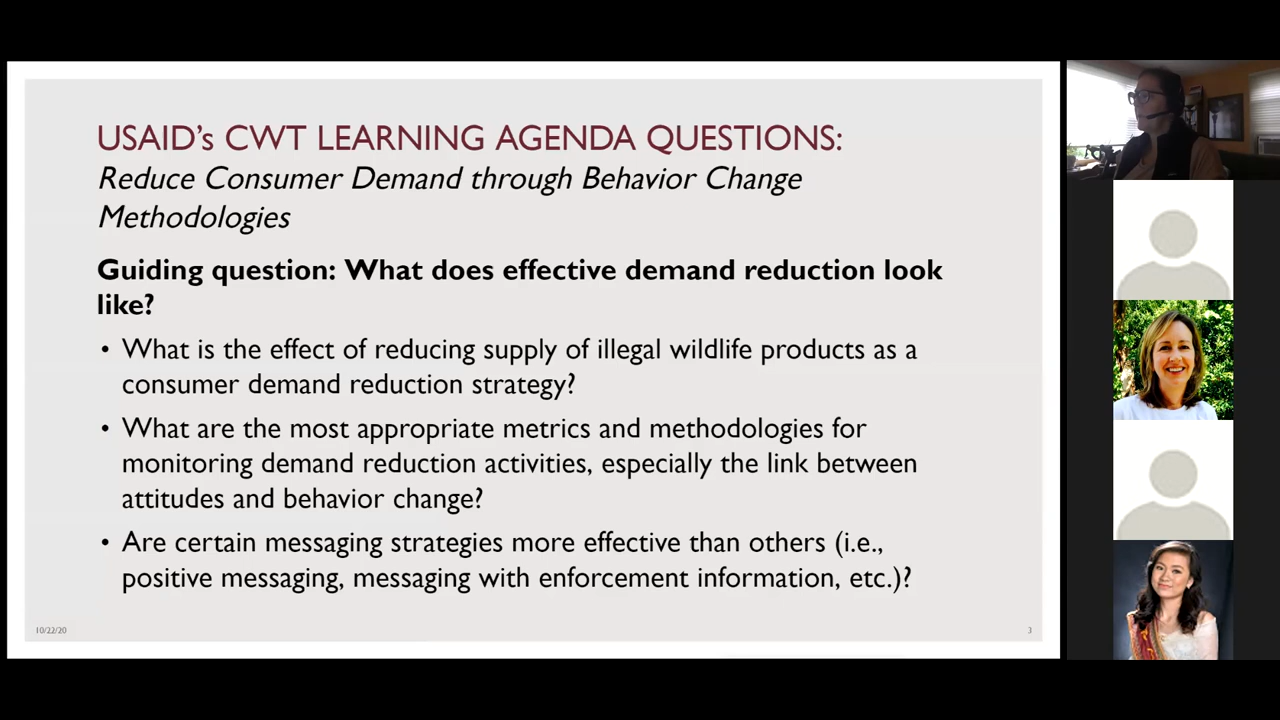 USAID's CWT LEARNING AGENDA QUESTIONS:
Reduce Consumer Demand through Behavior Change
Methodologies
Guiding question: What does effective demand reduction look
like?
• What is the effect of reducing supply of illegal wildlife products as a
consumer demand reduction strategy?
• What are the most appropriate metrics and methodologies for
monitoring demand reduction activities, especially the link between
attitudes and behavior change?
• Are certain messaging strategies more effective than others (i.e.,
positive messaging, messaging with enforcement information, etc.)?
10/22/20
3